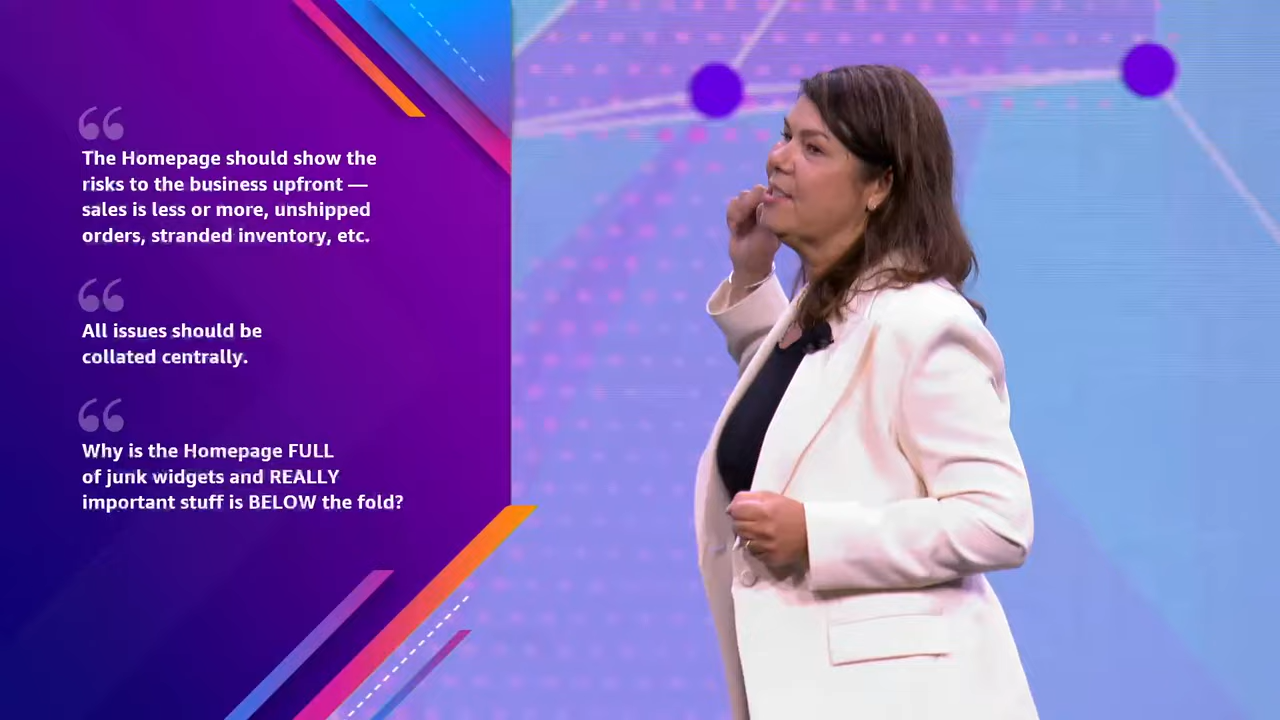 The Homepage should show the
risks to the business upfront —
sales is less or more, unshipped
orders, stranded inventory, etc.
All issues should be
collated centrally.
Why is the Homepage FULL
of junk widgets and REALLY
important stuff is BELOW the fold?